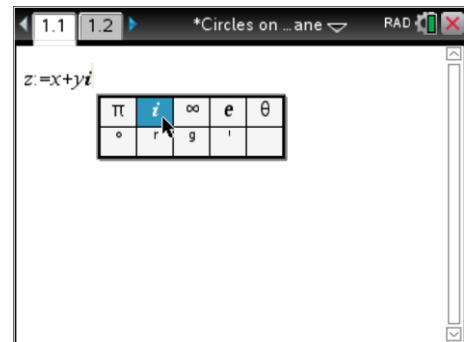 1.1 1.2 *Circles on ...ane RAD
z:=x+yi
π i ∞ e θ
° r g '